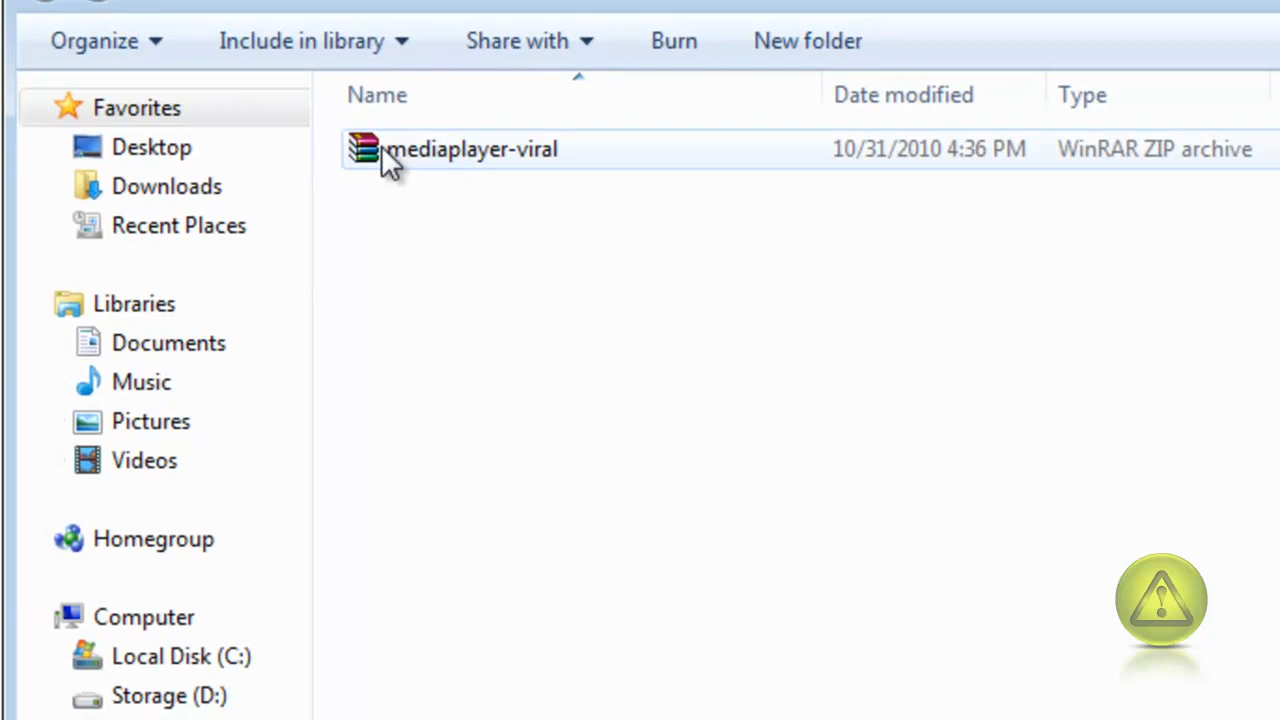 Organize Include in library Share with Burn New folder
Name Date modified Type
mediaplayer-viral 10/31/2010 4:36 PM WinRAR ZIP archive
Favorites
Desktop
Downloads
Recent Places
Libraries
Documents
Music
Pictures
Videos
Homegroup
Computer
Local Disk (C:)
Storage (D:)